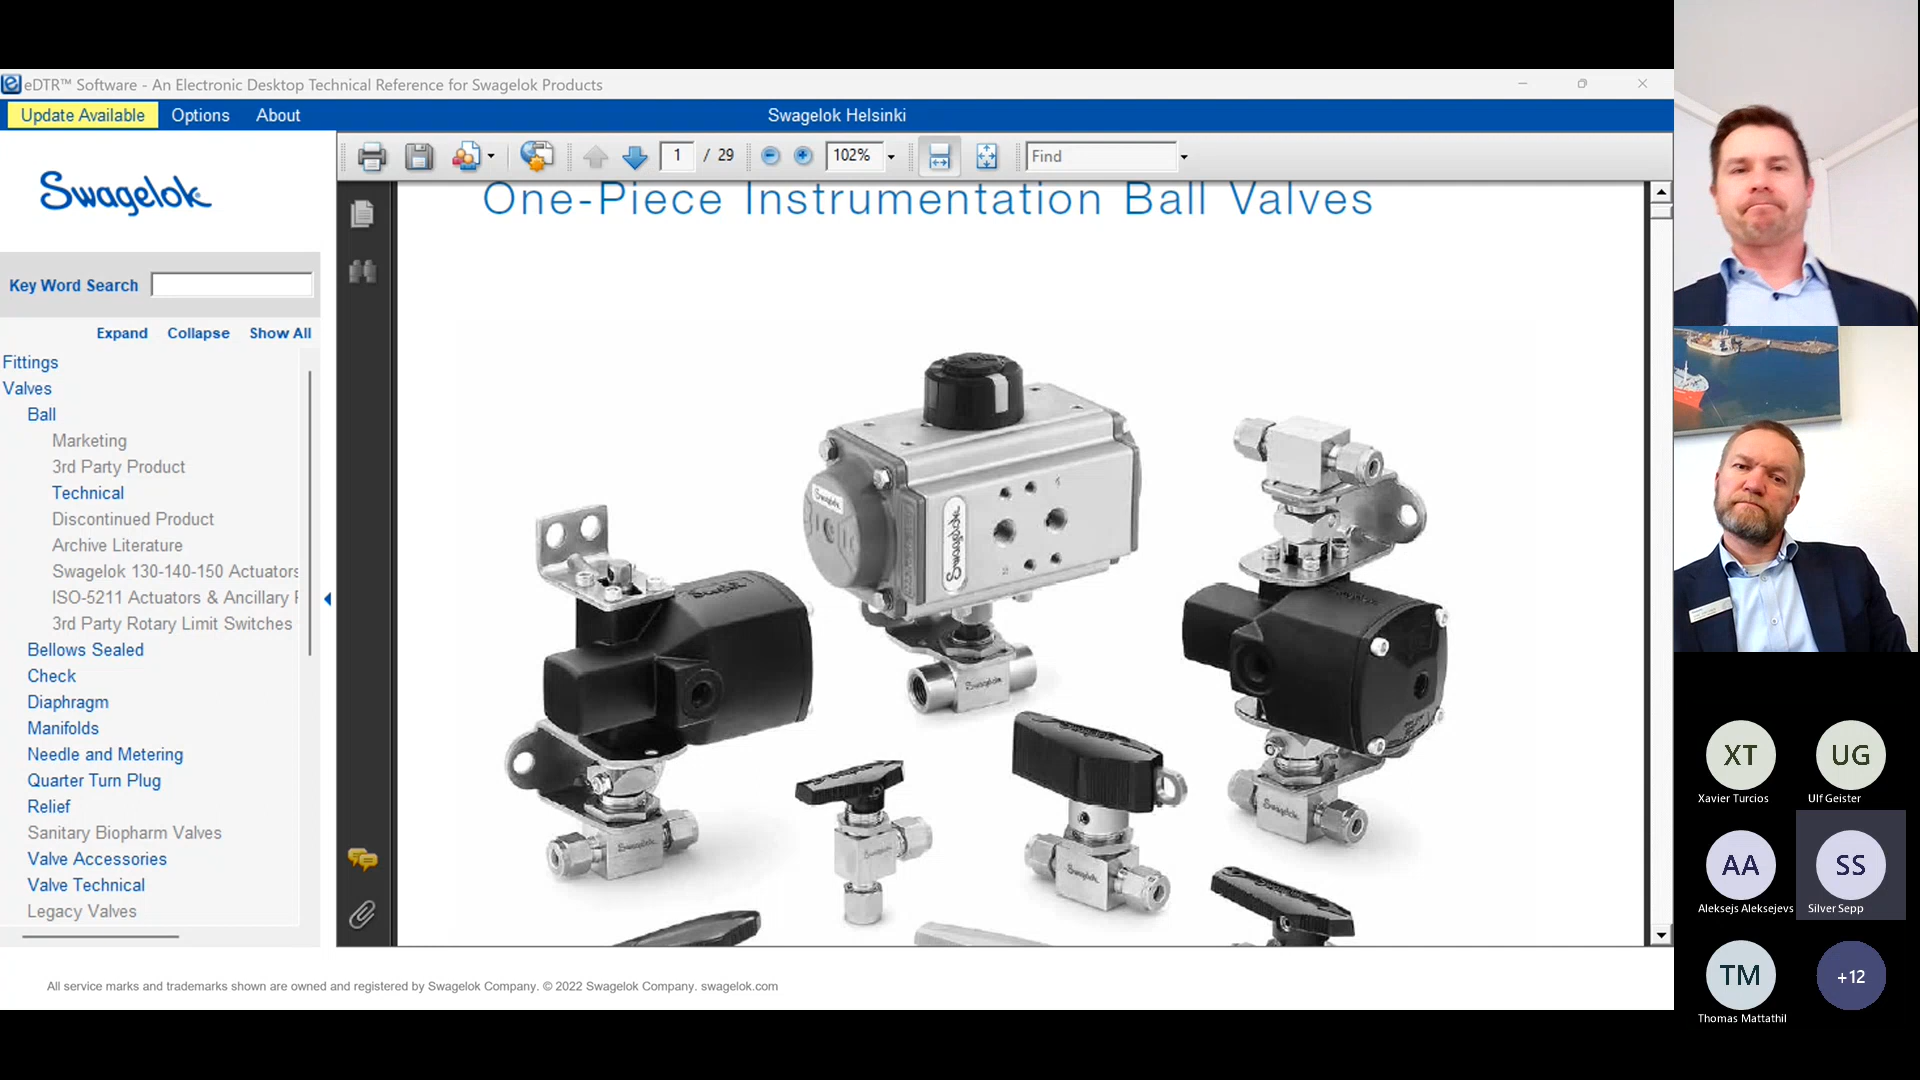 eDTR™ Software - An Electronic Desktop Technical Reference for Swagelok Products
Update Available Options About Swagelok Helsinki
1 / 29 102% Find
Swagelok
One-Piece Instrumentation Ball Valves
Key Word Search
Expand Collapse Show All
Fittings
Valves
Ball
Marketing
3rd Party Product
Technical
Discontinued Product
Archive Literature
Swagelok 130-140-150 Actuators
ISO-5211 Actuators & Ancillary
3rd Party Rotary Limit Switches
Bellows Sealed
Check
Diaphragm
Manifolds
Needle and Metering
Quarter Turn Plug
Relief
Sanitary Biopharm Valves
Valve Accessories
Valve Technical
Legacy Valves
Swagelok
Swagelok
Swagelok
Swagelok
Swagelok
Swagelok
All service marks and trademarks shown are owned and registered by Swagelok Company. © 2022 Swagelok Company. swagelok.com
XT UG
Xavier Turcios Ulf Geister
AA SS
Aleksejs Aleksejevs Silver Sepp
TM +12
Thomas Mattathil